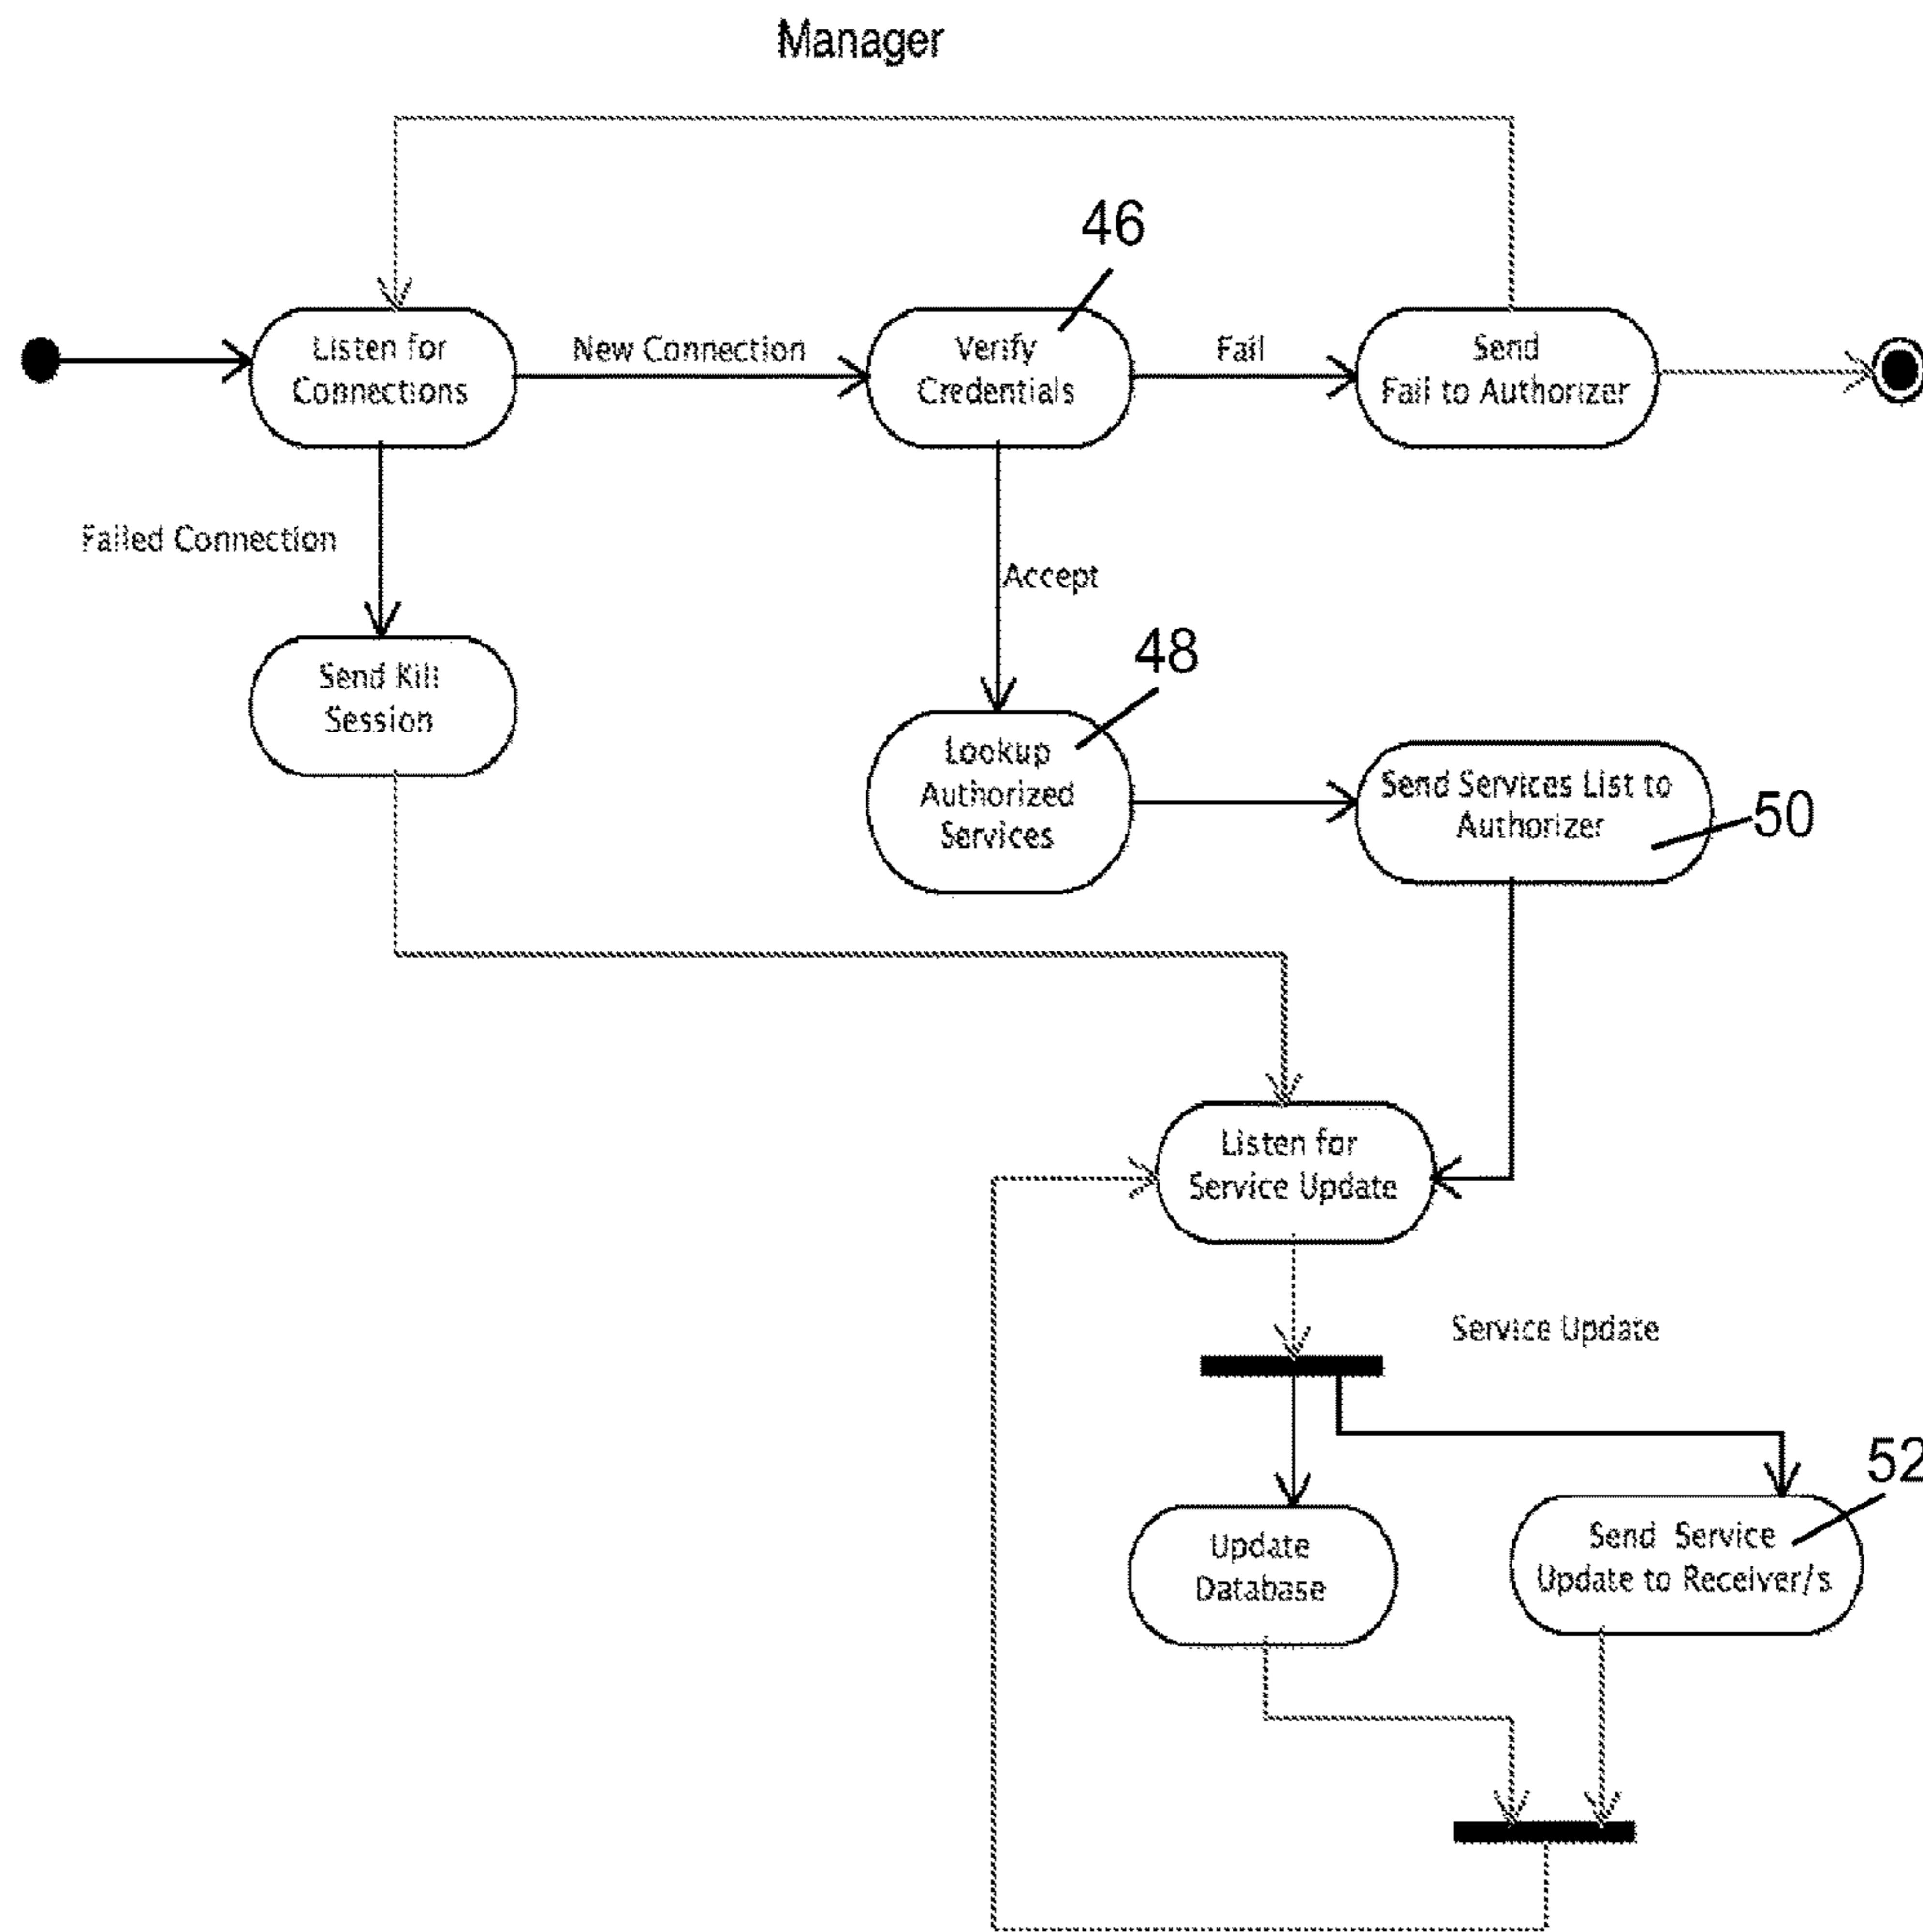 Manager
46
Listen for
Connections
New Connection
Verify
Credentials
Fail
Send
Fail to Authorizer
Failed Connection
Accept
48
Send Kill
Session
Lookup
Authorized
Services
Send Services List to
Authorizer
50
Listen for
Service Update
Service Update
52
Update
Database
Send Service
Update to Receiver/s